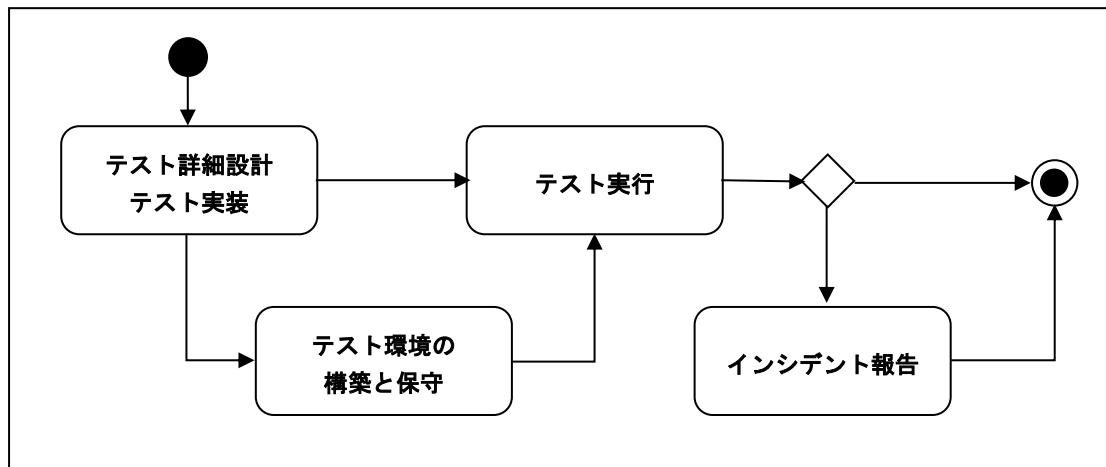 テスト詳細設計
テスト実装
テスト実行
テスト環境の
構築と保守
インシデント報告